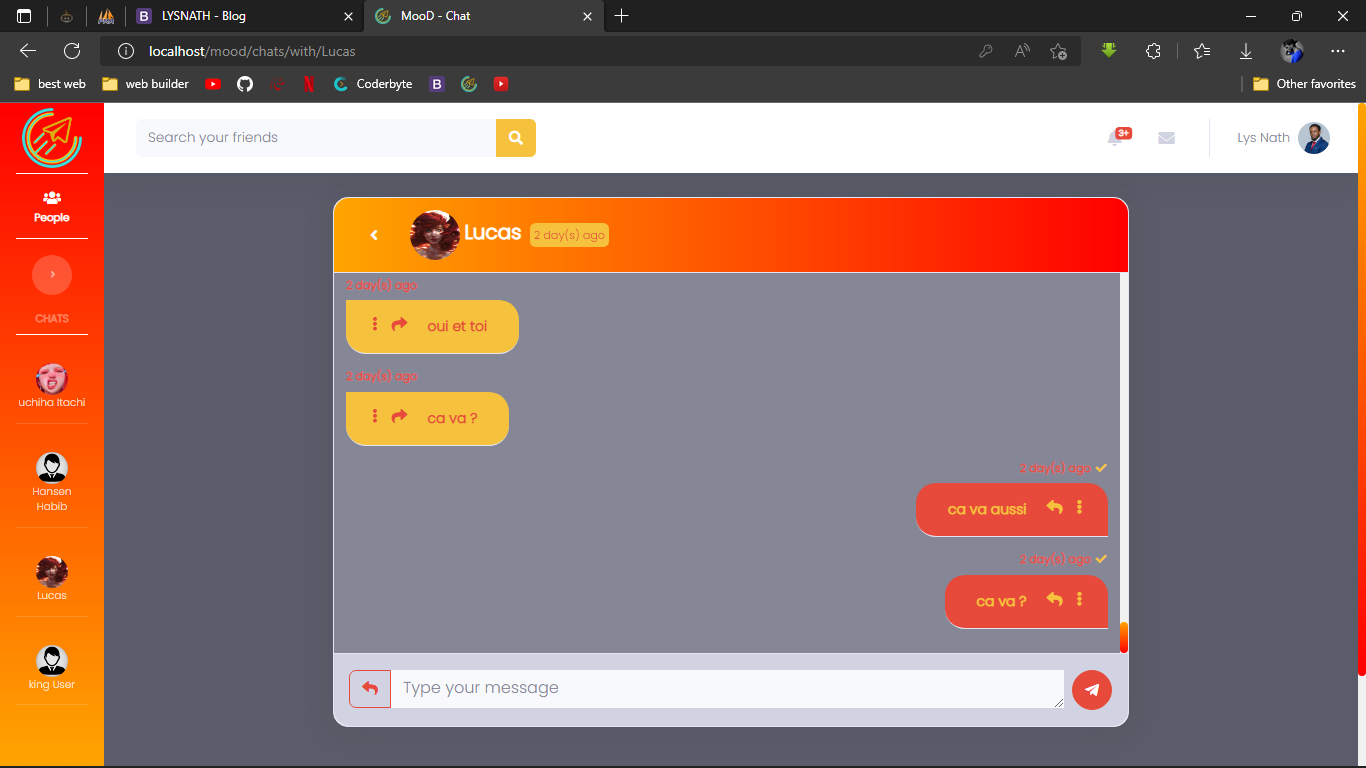 LYSNATH - Blog
MooD - Chat
localhost/mood/chats/with/Lucas
best web
web builder
Coderbyte
Other favorites
Search your friends
3+
Lys Nath
People
CHATS
uchiha Itachi
Hansen
Habib
Lucas
king User
Lucas 2 day(s) ago
2 day(s) ago
oui et toi
2 day(s) ago
ca va ?
2 day(s) ago
ca va aussi
2 day(s) ago
ca va ?
Type your message